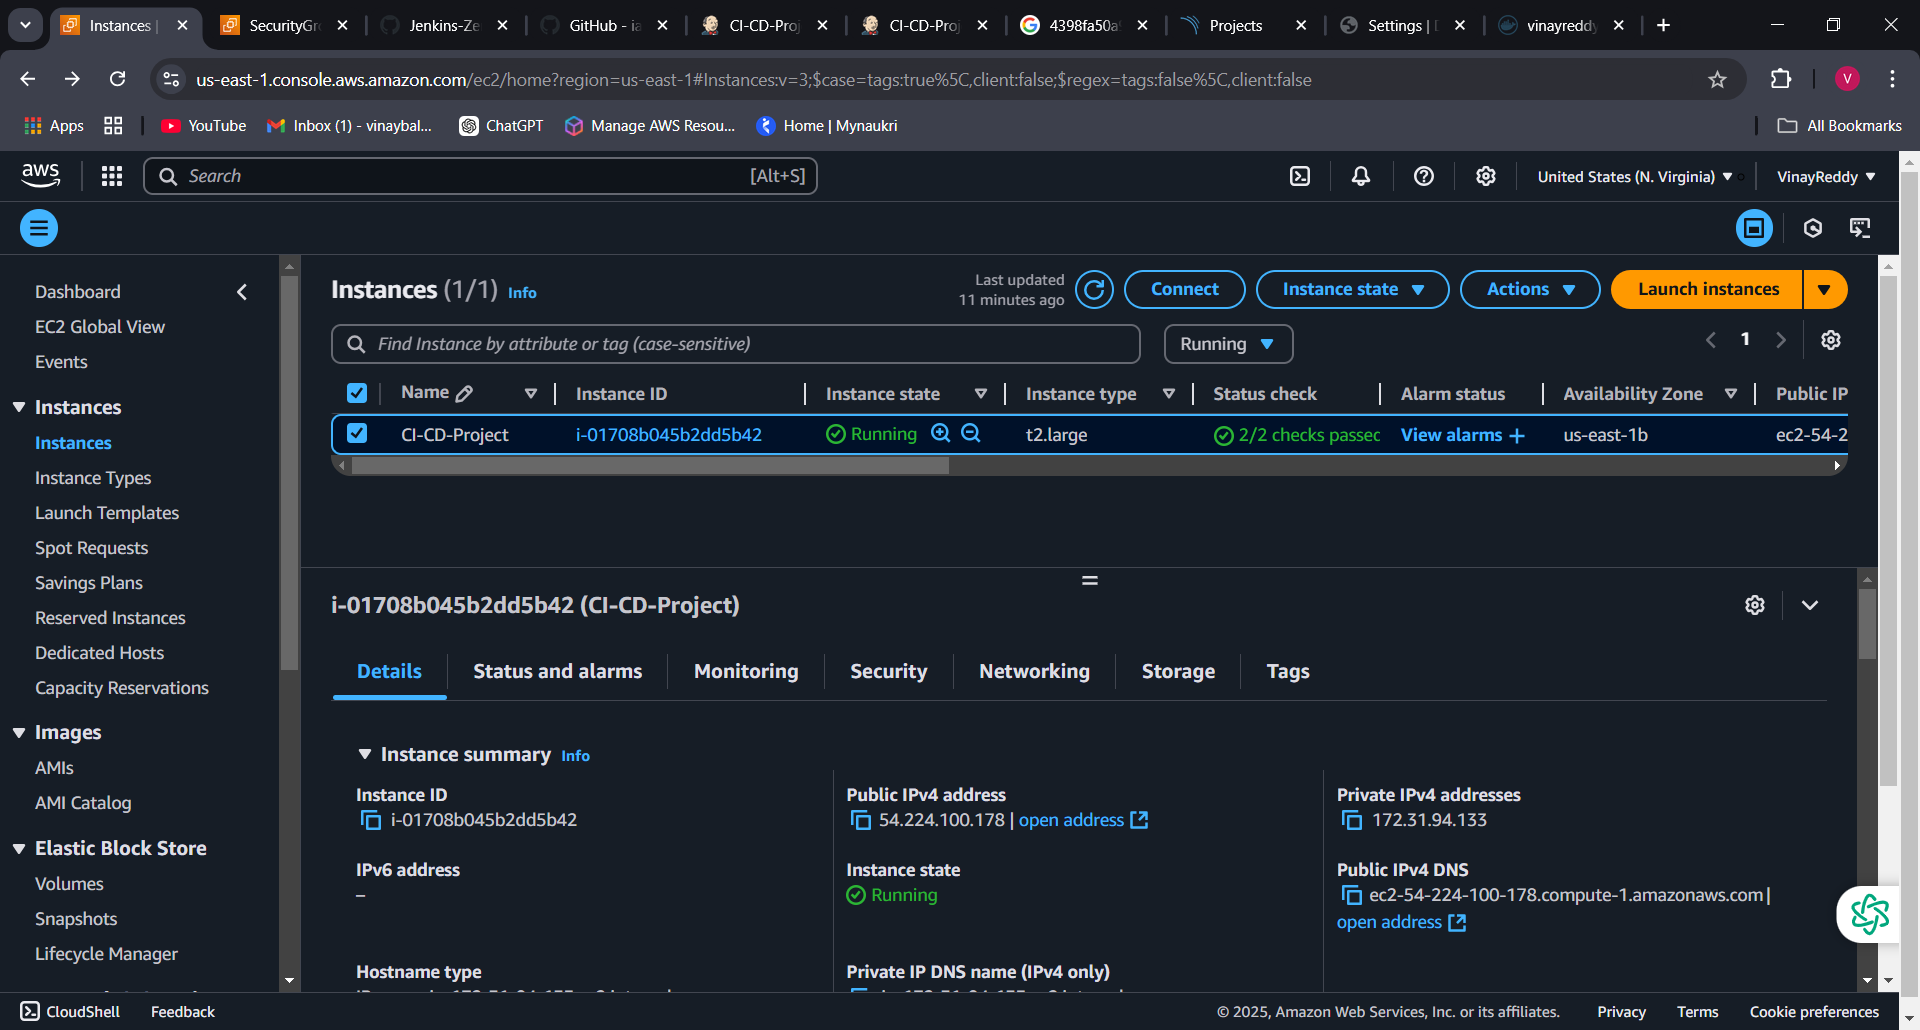 Instances |
SecurityGr
Jenkins-Ze
GitHub - ia
CI-CD-Proj
CI-CD-Proj
4398fa50a
Projects
Settings |
vinayreddy
us-east-1.console.aws.amazon.com/ec2/home?region=us-east-1#Instances:v=3;$case=tags:true%5C,client:false;$regex=tags:false%5C,client:false
V
Apps
YouTube
Inbox (1) - vinaybal...
ChatGPT
Manage AWS Resou...
Home | Mynaukri
All Bookmarks
aws
Search
[Alt+S]
United States (N. Virginia)
VinayReddy
Dashboard
EC2 Global View
Events
Instances
Instances
Instance Types
Launch Templates
Spot Requests
Savings Plans
Reserved Instances
Dedicated Hosts
Capacity Reservations
Images
AMIs
AMI Catalog
Elastic Block Store
Volumes
Snapshots
Lifecycle Manager
Instances (1/1) Info
Last updated
11 minutes ago
Connect
Instance state
Actions
Launch instances
Find Instance by attribute or tag (case-sensitive)
Running
1
Name
Instance ID
Instance state
Instance type
Status check
Alarm status
Availability Zone
Public IP
CI-CD-Project
i-01708b045b2dd5b42
Running
t2.large
2/2 checks passec
View alarms +
us-east-1b
ec2-54-2
i-01708b045b2dd5b42 (CI-CD-Project)
Details
Status and alarms
Monitoring
Security
Networking
Storage
Tags
Instance summary Info
Instance ID
i-01708b045b2dd5b42
Public IPv4 address
54.224.100.178 | open address
Private IPv4 addresses
172.31.94.133
IPv6 address
–
Instance state
Running
Public IPv4 DNS
ec2-54-224-100-178.compute-1.amazonaws.com |
open address
Hostname type
Private IP DNS name (IPv4 only)
CloudShell
Feedback
© 2025, Amazon Web Services, Inc. or its affiliates.
Privacy
Terms
Cookie preferences